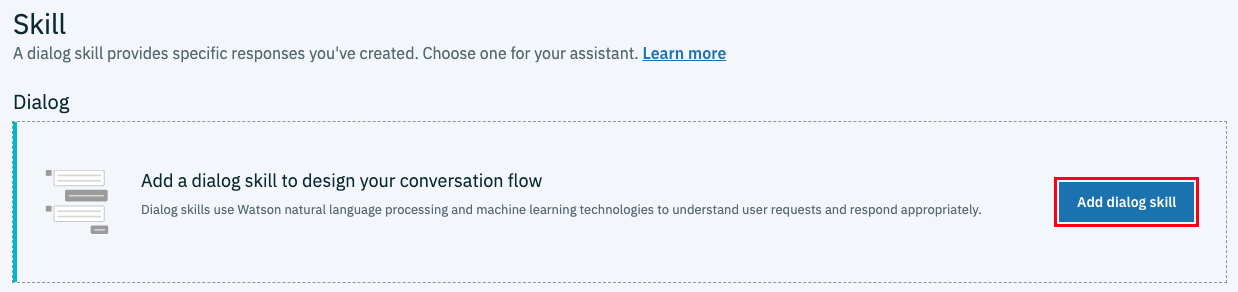 Skill
A dialog skill provides specific responses you've created. Choose one for your assistant. Learn more
Dialog
Add a dialog skill to design your conversation flow
Dialog skills use Watson natural language processing and machine learning technologies to understand user requests and respond appropriately.
Add dialog skill